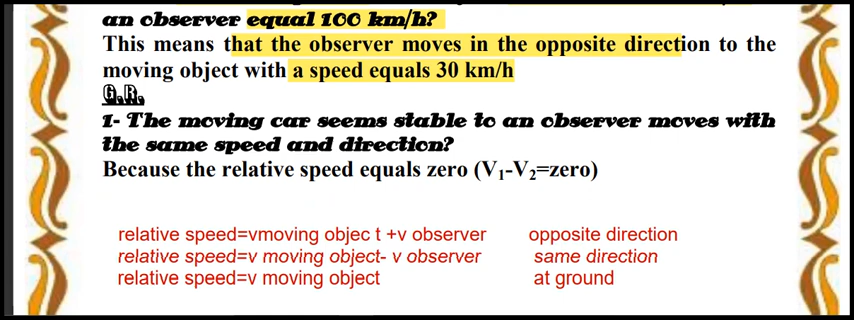 an observer equal 100 km/h?
This means that the observer moves in the opposite direction to the
moving object with a speed equals 30 km/h
G.R.
1- The moving car seems stable to an observer moves with
the same speed and direction?
Because the relative speed equals zero (V₁-V₂=zero)
relative speed=vmoving objec t +v observer opposite direction
relative speed=v moving object- v observer same direction
relative speed=v moving object at ground